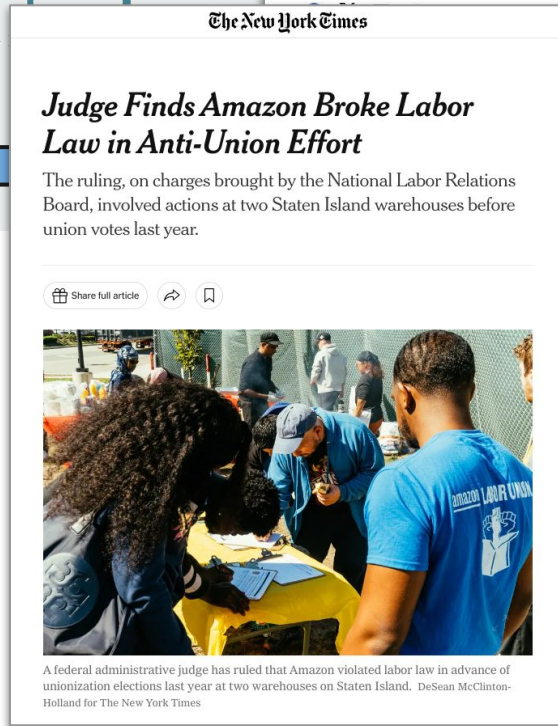 The New York Times
Judge Finds Amazon Broke Labor
Law in Anti-Union Effort
The ruling, on charges brought by the National Labor Relations
Board, involved actions at two Staten Island warehouses before
union votes last year.
Share full article
amazon LABOR UNION
A federal administrative judge has ruled that Amazon violated labor law in advance of
unionization elections last year at two warehouses on Staten Island. DeSean McClinton-
Holland for The New York Times